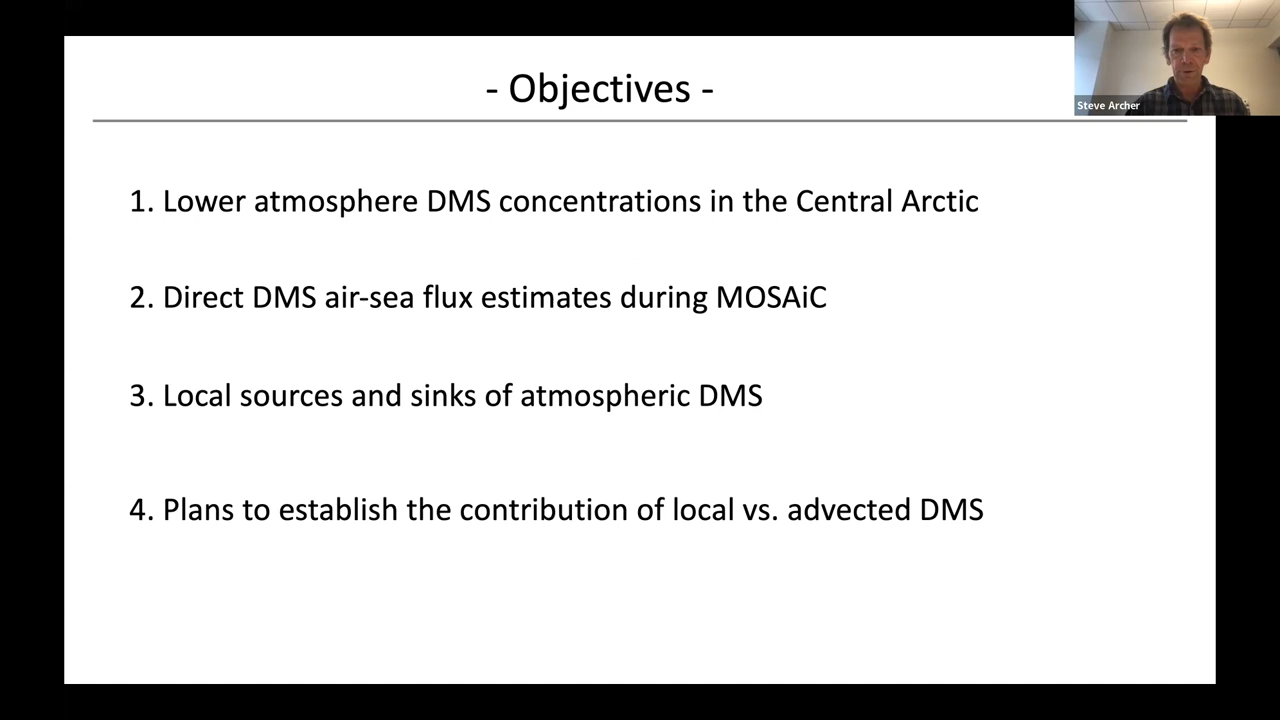 - Objectives -
Steve Archer
1. Lower atmosphere DMS concentrations in the Central Arctic
2. Direct DMS air-sea flux estimates during MOSAiC
3. Local sources and sinks of atmospheric DMS
4. Plans to establish the contribution of local vs. advected DMS